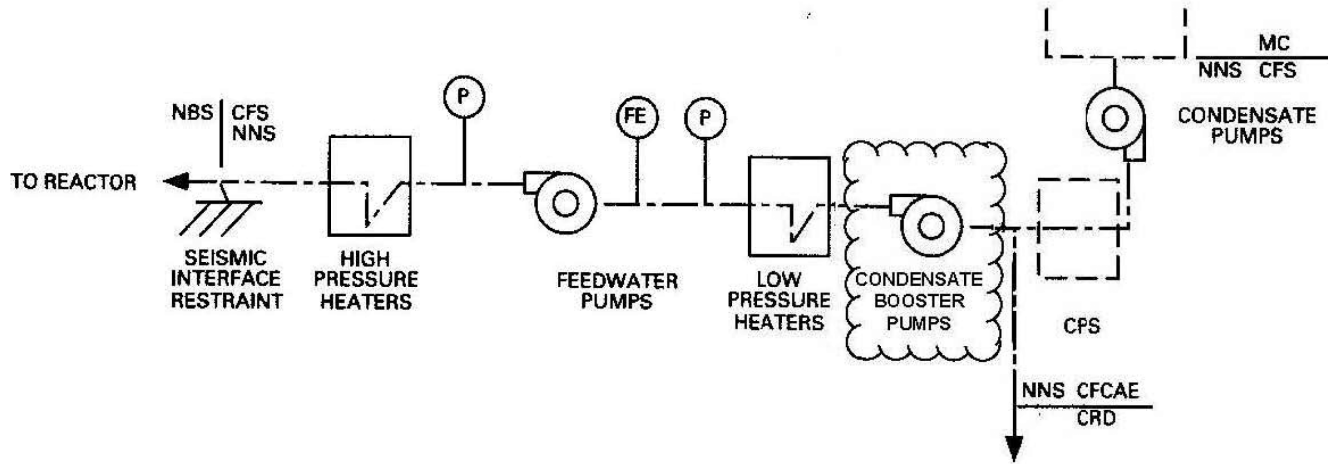 MC
NNS CFS
CONDENSATE
PUMPS
P
FE
P
NBS CFS
NNS
TO REACTOR
SEISMIC
INTERFACE
RESTRAINT
HIGH
PRESSURE
HEATERS
FEEDWATER
PUMPS
LOW
PRESSURE
HEATERS
CONDENSATE
BOOSTER
PUMPS
CPS
NNS CFCAE
CRD